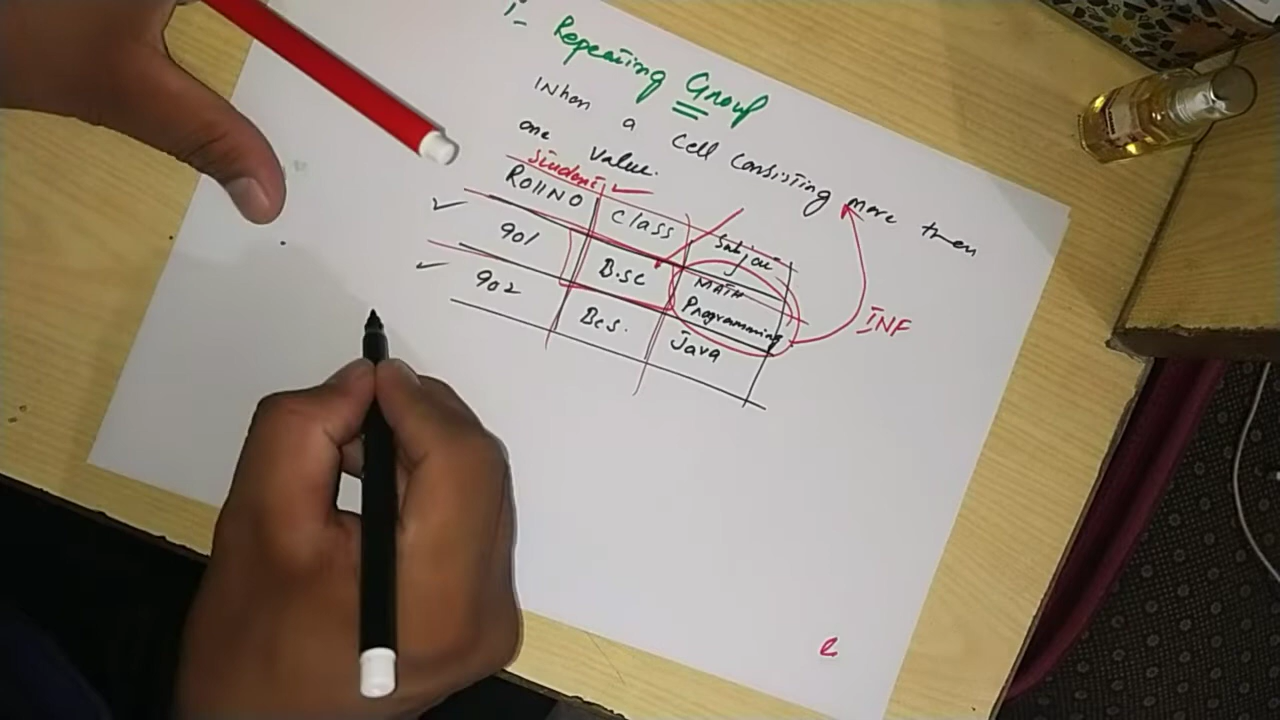 i- Repeating Group
When a cell consisting more then
one value.
Student
RollNO Class Subject
901 B.sc MATH
Programming
902 Bcs. Java
INF